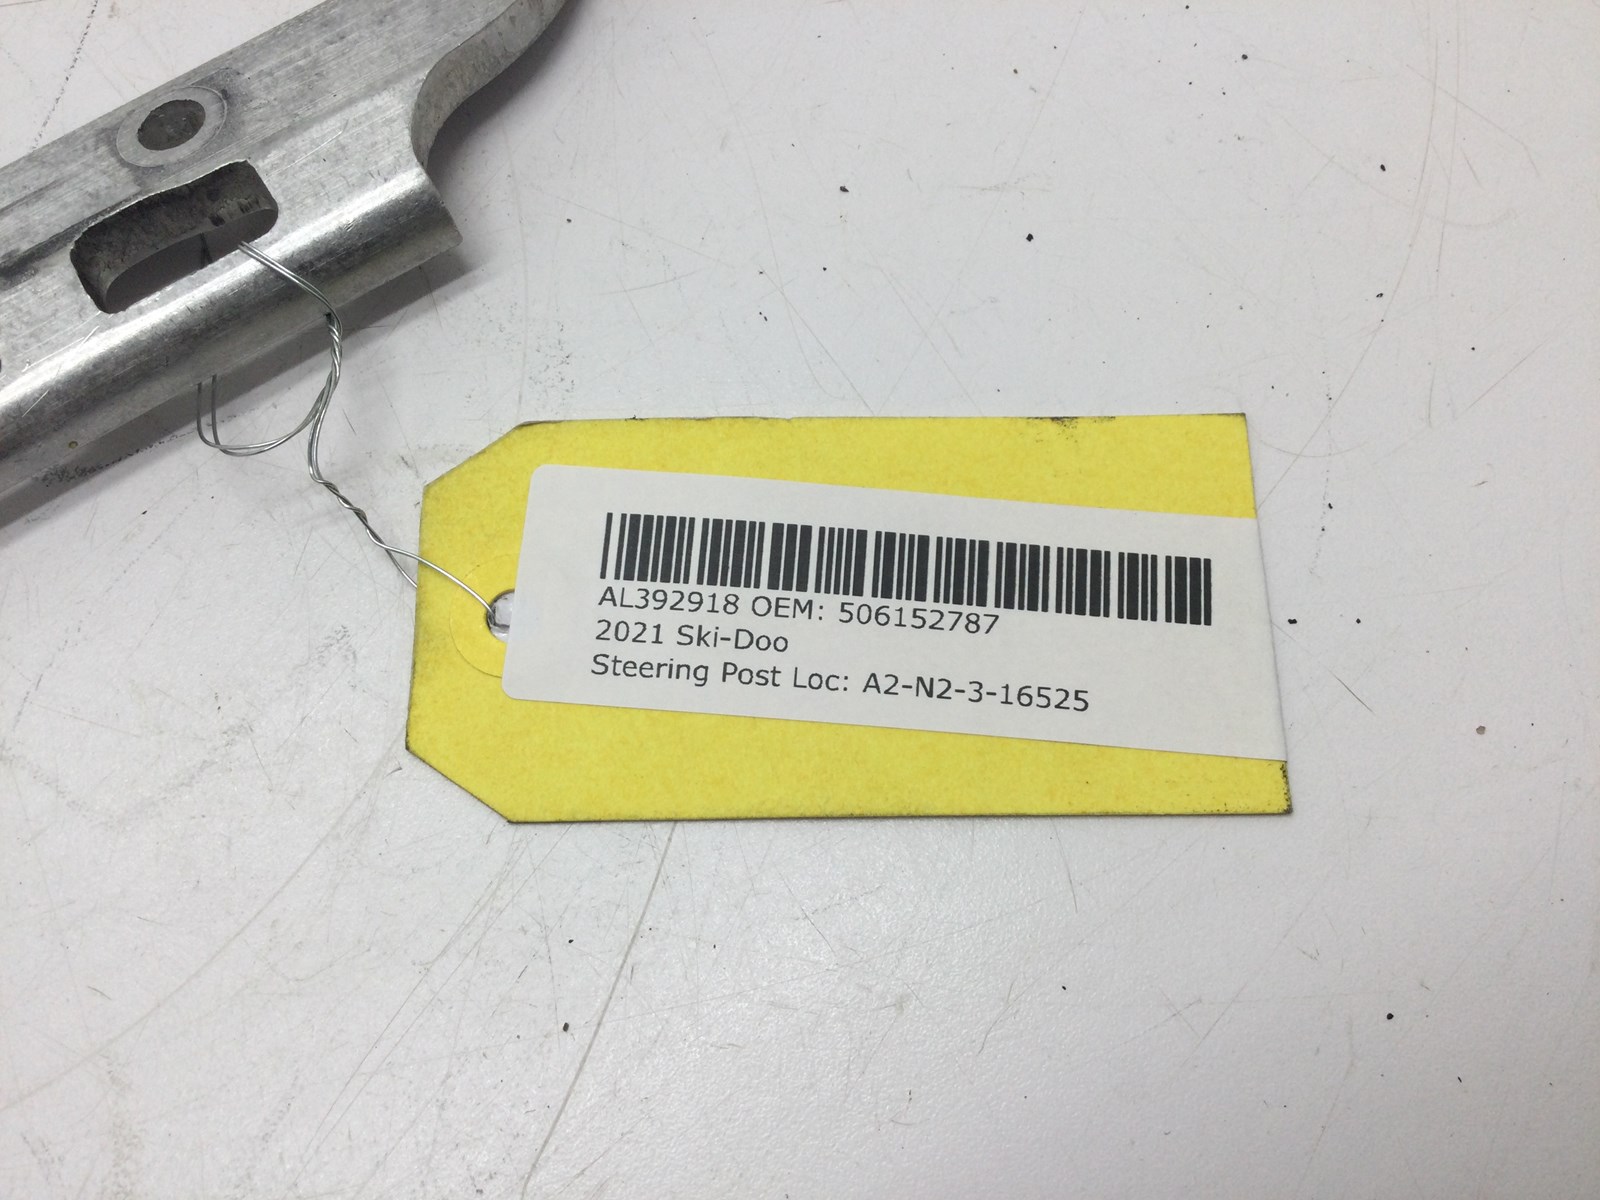 AL392918 OEM: 506152787
2021 Ski-Doo
Steering Post Loc: A2-N2-3-16525